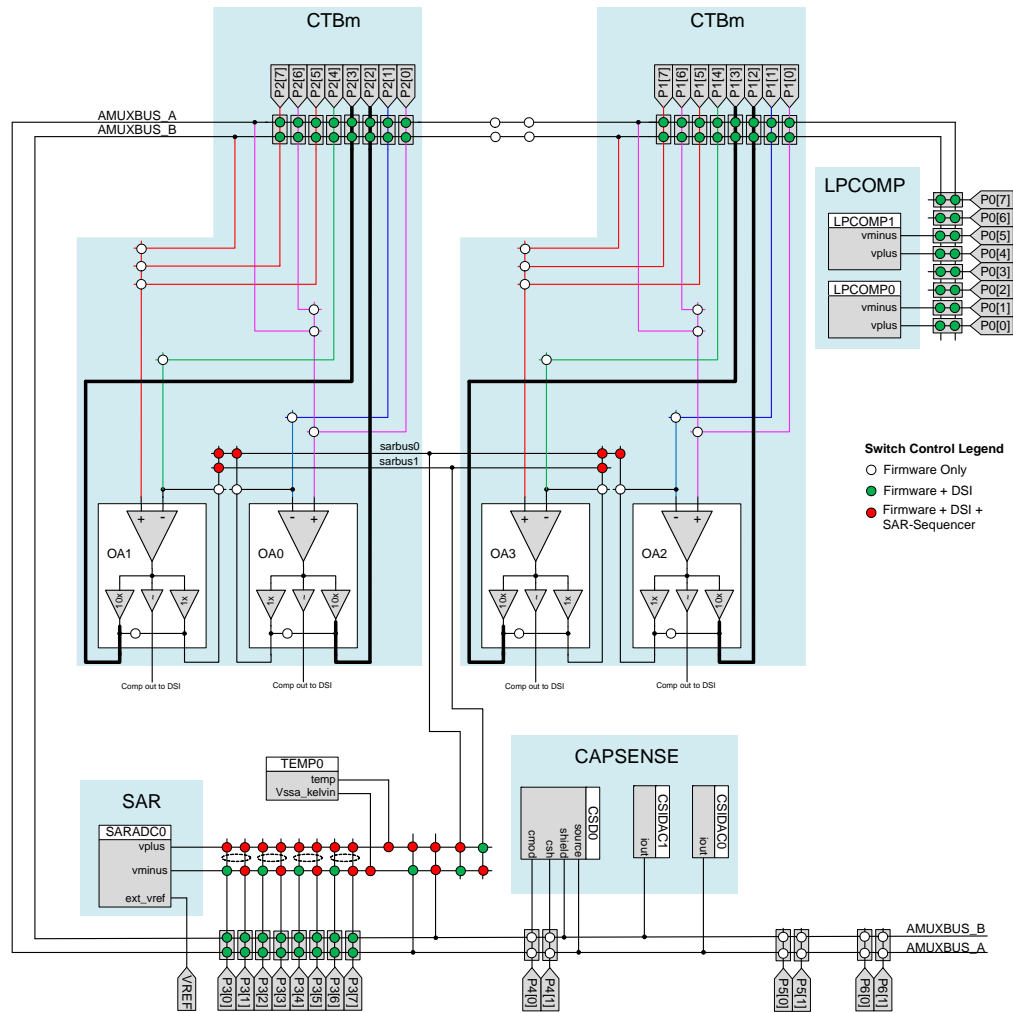 CTBm
CTBm
P2[7]
P2[6]
P2[5]
P2[4]
P2[3]
P2[2]
P2[1]
P2[0]
P1[7]
P1[6]
P1[5]
P1[4]
P1[3]
P1[2]
P1[1]
P1[0]
AMUXBUS_A
AMUXBUS_B
LPCOMP
LPCOMP1
vminus
vplus
LPCOMP0
vminus
vplus
P0[7]
P0[6]
P0[5]
P0[4]
P0[3]
P0[2]
P0[1]
P0[0]
sarbus0
sarbus1
Switch Control Legend
Firmware Only
Firmware + DSI
Firmware + DSI +
SAR-Sequencer
+
-
OA1
10x
~
1x
-
+
OA0
1x
~
10x
+
-
OA3
10x
~
1x
-
+
OA2
1x
~
10x
Comp out to DSI
Comp out to DSI
Comp out to DSI
Comp out to DSI
TEMP0
temp
Vssa_kelvin
SAR
SARADC0
vplus
vminus
ext_vref
CAPSENSE
cmod
csh
shield
source
CSD0
iout
CSIDAC1
iout
CSIDAC0
AMUXBUS_B
AMUXBUS_A
VREF
P3[0]
P3[1]
P3[2]
P3[3]
P3[4]
P3[5]
P3[6]
P3[7]
P4[0]
P4[1]
P5[0]
P5[1]
P6[0]
P6[1]